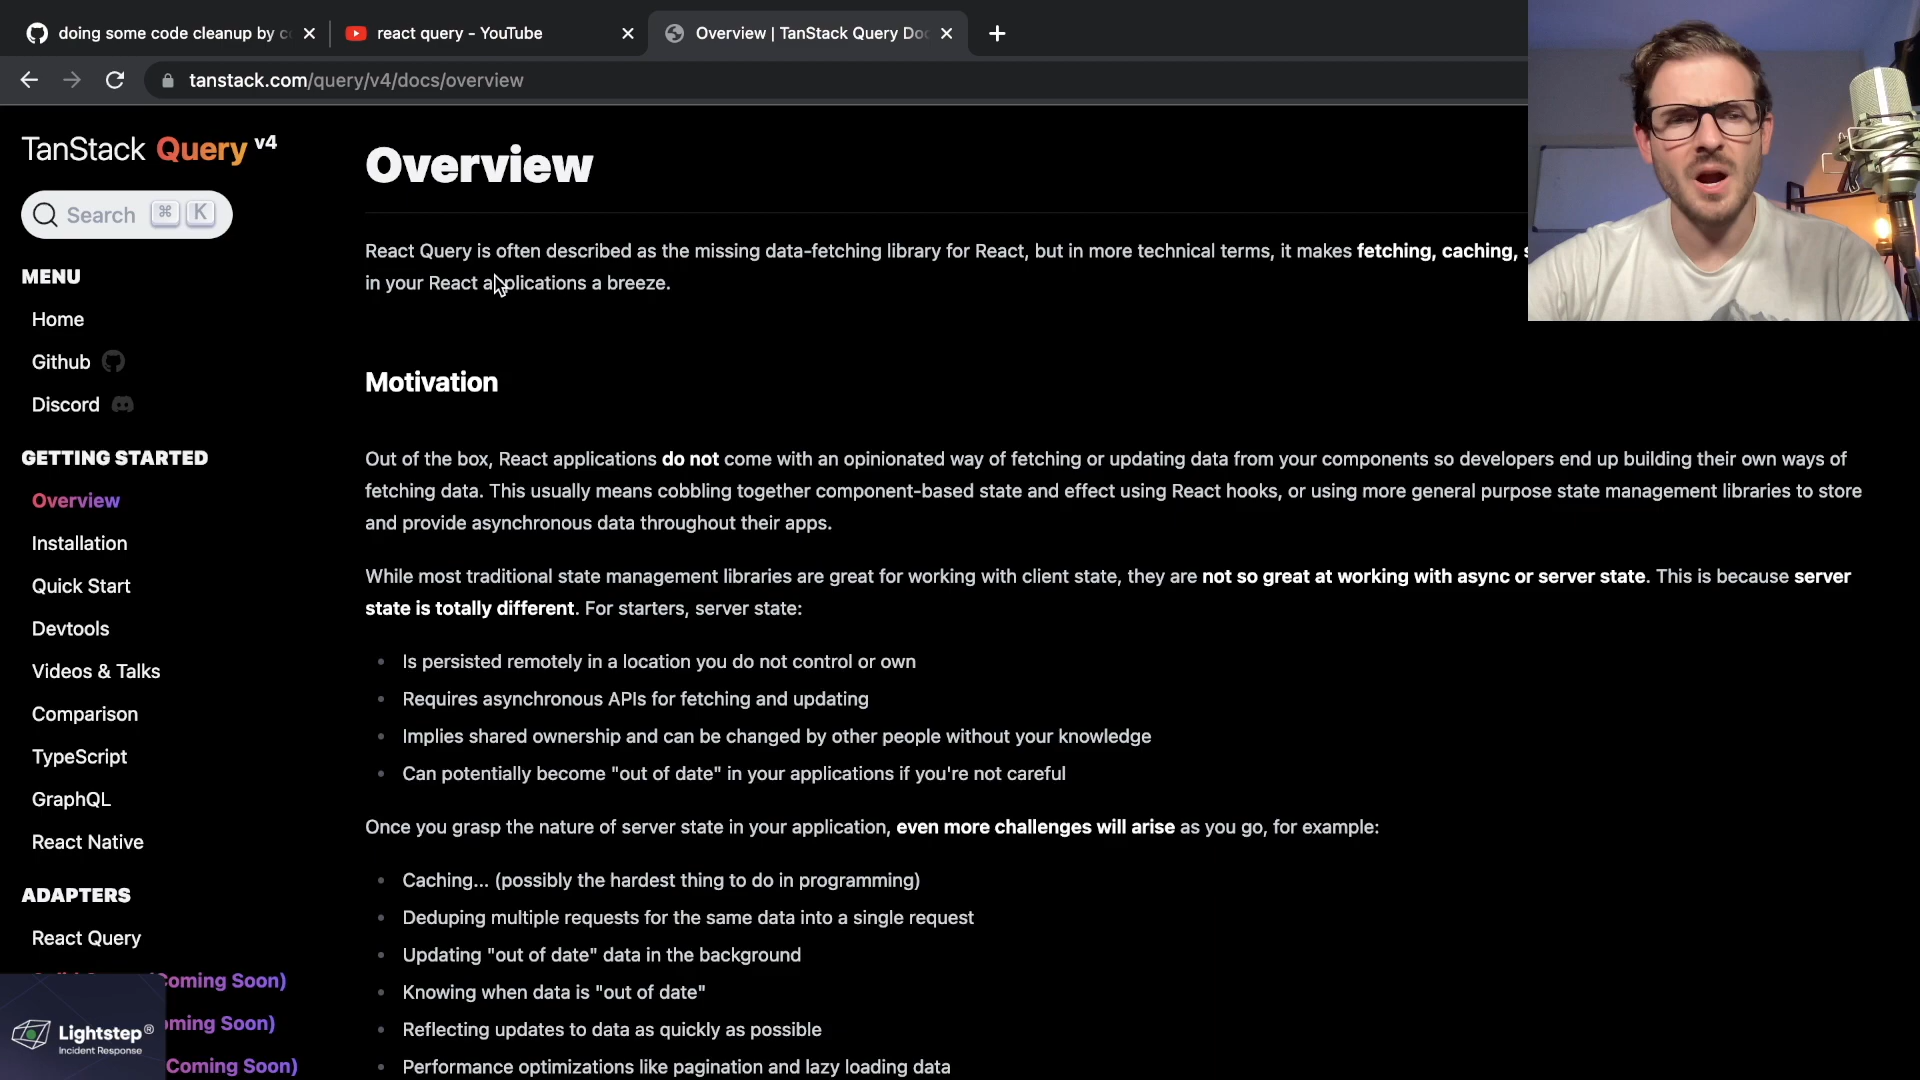 doing some code cleanup by c
react query - YouTube
Overview | TanStack Query Doc
tanstack.com/query/v4/docs/overview
TanStack Query v4
Search ⌘ K
MENU
Home
Github
Discord
GETTING STARTED
Overview
Installation
Quick Start
Devtools
Videos & Talks
Comparison
TypeScript
GraphQL
React Native
ADAPTERS
React Query
Coming Soon)
ming Soon)
Coming Soon)
Lightstep®
Incident Response
Overview
React Query is often described as the missing data-fetching library for React, but in more technical terms, it makes fetching, caching, s
in your React applications a breeze.
Motivation
Out of the box, React applications do not come with an opinionated way of fetching or updating data from your components so developers end up building their own ways of
fetching data. This usually means cobbling together component-based state and effect using React hooks, or using more general purpose state management libraries to store
and provide asynchronous data throughout their apps.
While most traditional state management libraries are great for working with client state, they are not so great at working with async or server state. This is because server
state is totally different. For starters, server state:
• Is persisted remotely in a location you do not control or own
• Requires asynchronous APIs for fetching and updating
• Implies shared ownership and can be changed by other people without your knowledge
• Can potentially become "out of date" in your applications if you're not careful
Once you grasp the nature of server state in your application, even more challenges will arise as you go, for example:
• Caching... (possibly the hardest thing to do in programming)
• Deduping multiple requests for the same data into a single request
• Updating "out of date" data in the background
• Knowing when data is "out of date"
• Reflecting updates to data as quickly as possible
• Performance optimizations like pagination and lazy loading data